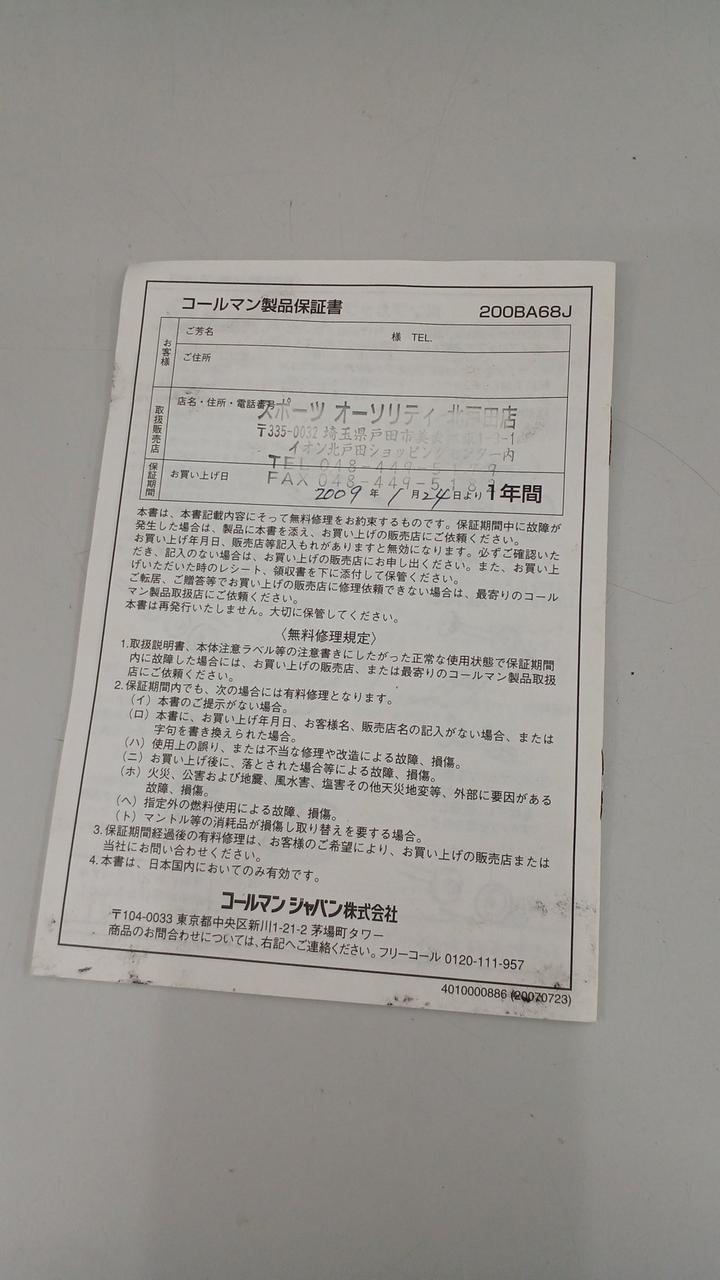 コールマン製品保証書
200BA68J
お客様
ご芳名
様 TEL.
ご住所
取扱販売店
店名・住所・電話番号
スポーツ オーソリティ 北戸田店
〒335-0032 埼玉県戸田市美女木東1-3-1
イオン北戸田ショッピングセンター内
TEL 048-449-5
FAX 048-449-518
保証期間
お買い上げ日
2009 年 1 月 24 日より 1年間
本書は、本書記載内容にそって無料修理をお約束するものです。保証期間中に故障が
発生した場合は、製品に本書を添え、お買い上げの販売店にご依頼ください。
お買い上げ年月日、販売店等記入もれがありますと無効になります。必ずご確認いた
だき、記入のない場合は、お買い上げの販売店にお申し出ください。また、お買い上
げいただいた時のレシート、領収書を下に添付して保管ください。
ご転居、ご贈答等でお買い上げの販売店に修理依頼できない場合は、最寄りのコール
マン製品取扱店にご依頼ください。
本書は再発行いたしません。大切に保管してください。
〈無料修理規定〉
1.取扱説明書、本体注意ラベル等の注意書きにしたがった正常な使用状態で保証期間
内に故障した場合には、お買い上げの販売店、または最寄りのコールマン製品取扱
店にご依頼ください。
2.保証期間内でも、次の場合には有料修理となります。
（イ）本書のご提示がない場合。
（ロ）本書に、お買い上げ年月日、お客様名、販売店名の記入がない場合、または
字句を書き換えられた場合。
（ハ）使用上の誤り、または不当な修理や改造による故障、損傷。
（ニ）お買い上げ後に、落とされた場合等による故障、損傷。
（ホ）火災、公害および地震、風水害、塩害その他天災地変等、外部に要因がある
故障、損傷。
（ヘ）指定外の燃料使用による故障、損傷。
（ト）マントル等の消耗品が損傷し取り替えを要する場合。
3.保証期間経過後の有料修理は、お客様のご希望により、お買い上げの販売店または
当社にお問い合わせください。
4.本書は、日本国内においてのみ有効です。
コールマン ジャパン株式会社
〒104-0033 東京都中央区新川1-21-2 茅場町タワー
商品のお問合わせについては、右記へご連絡ください。フリーコール 0120-111-957
4010000886 (20070723)